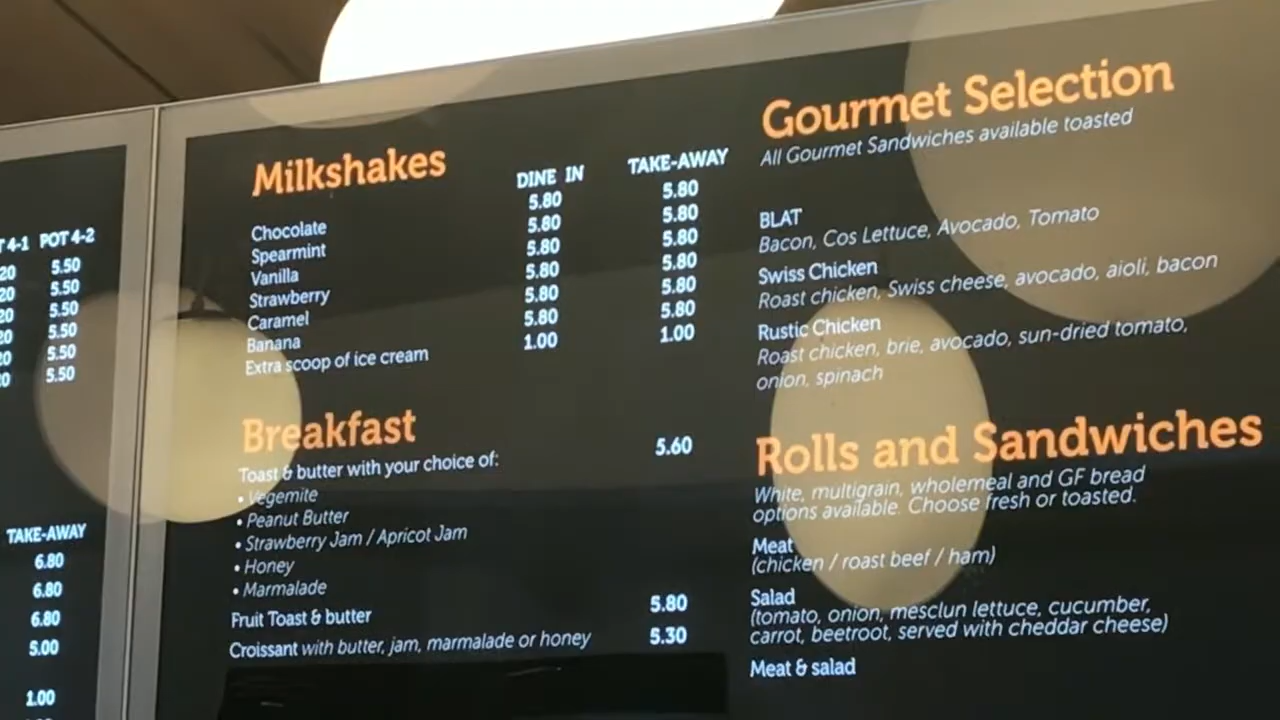 T 4-1 POT 4-2
20 5.50
20 5.50
20 5.50
20 5.50
20 5.50
20 5.50
TAKE-AWAY
6.80
6.80
6.80
5.00
1.00
Milkshakes
DINE IN TAKE-AWAY
Chocolate 5.80 5.80
Spearmint 5.80 5.80
Vanilla 5.80 5.80
Strawberry 5.80 5.80
Caramel 5.80 5.80
Banana 5.80 5.80
Extra scoop of ice cream 1.00 1.00
Breakfast
Toast & butter with your choice of: 5.60
• Vegemite
• Peanut Butter
• Strawberry Jam / Apricot Jam
• Honey
• Marmalade
Fruit Toast & butter 5.80
Croissant with butter, jam, marmalade or honey 5.30
Gourmet Selection
All Gourmet Sandwiches available toasted
BLAT
Bacon, Cos Lettuce, Avocado, Tomato
Swiss Chicken
Roast chicken, Swiss cheese, avocado, aioli, bacon
Rustic Chicken
Roast chicken, brie, avocado, sun-dried tomato,
onion, spinach
Rolls and Sandwiches
White, multigrain, wholemeal and GF bread
options available. Choose fresh or toasted.
Meat
(chicken / roast beef / ham)
Salad
(tomato, onion, mesclun lettuce, cucumber,
carrot, beetroot, served with cheddar cheese)
Meat & salad